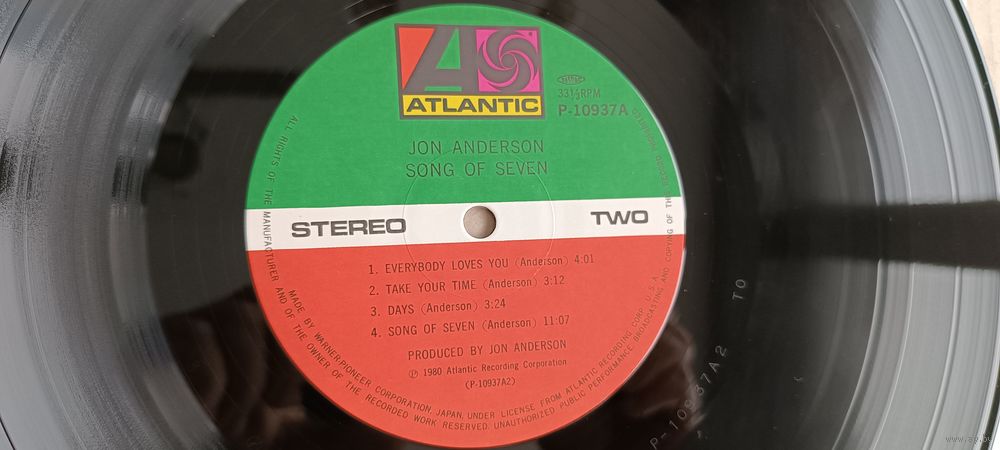 ATLANTIC
33⅓RPM
P-10937A
JON ANDERSON
SONG OF SEVEN
STEREO
TWO
1. EVERYBODY LOVES YOU (Anderson) 4:01
2. TAKE YOUR TIME (Anderson) 3:12
3. DAYS (Anderson) 3:24
4. SONG OF SEVEN (Anderson) 11:07
PRODUCED BY JON ANDERSON
Ⓟ 1980 Atlantic Recording Corporation
(P-10937A2)
MADE BY WARNER-PIONEER CORPORATION, JAPAN, UNDER LICENSE FROM ATLANTIC RECORDING CORP. U.S.A.
ALL RIGHTS OF THE MANUFACTURER AND OF THE OWNER OF THE RECORDED WORK RESERVED. UNAUTHORIZED PUBLIC PERFORMANCE BROADCASTING AND COPYING OF THIS
P-10937A2 TO